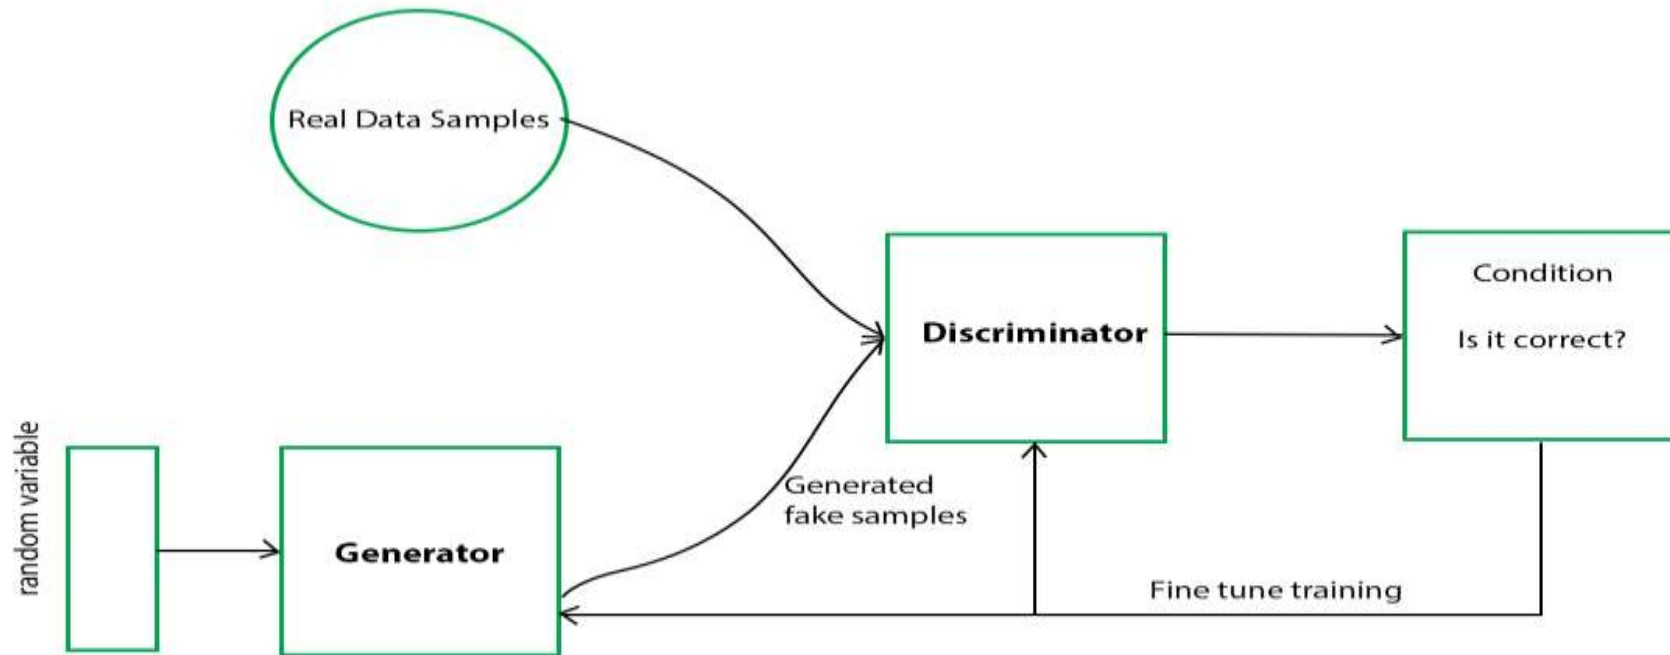 Real Data Samples
Discriminator
Condition
Is it correct?
random variable
Generator
Generated
fake samples
Fine tune training